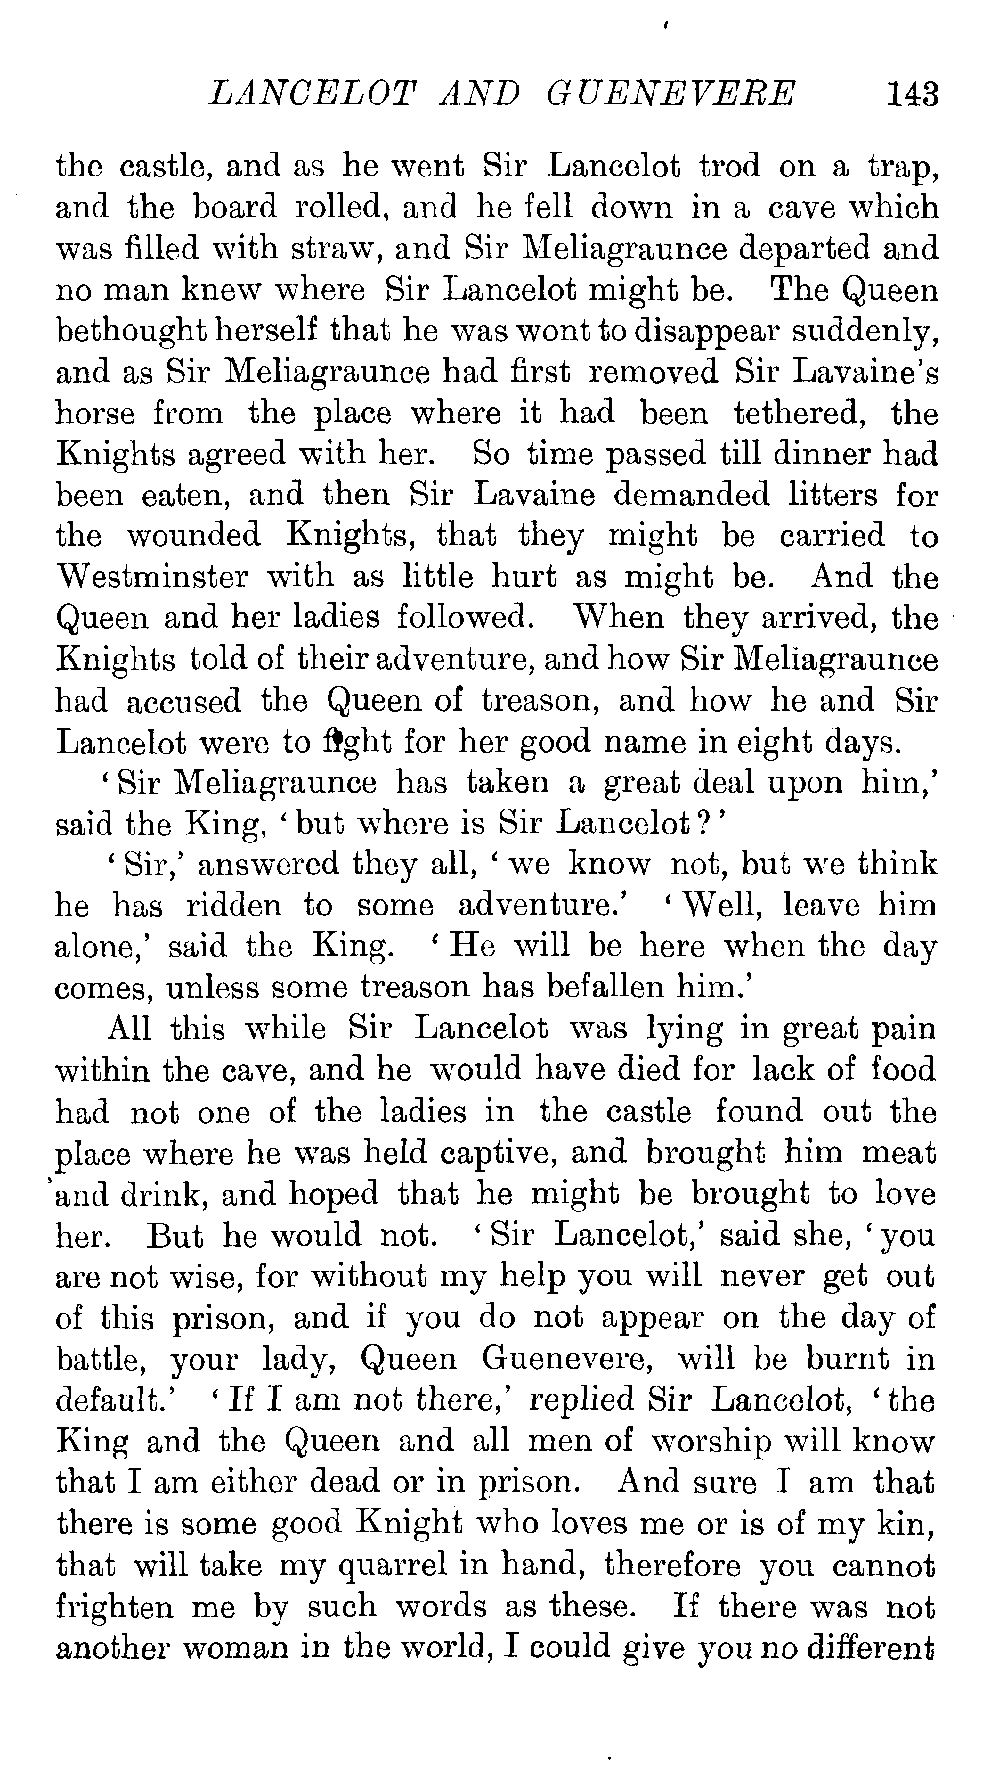 LANCELOT AND GUENEVERE 143
the castle, and as he went Sir Lancelot trod on a trap,
and the board rolled, and he fell down in a cave which
was filled with straw, and Sir Meliagraunce departed and
no man knew where Sir Lancelot might be. The Queen
bethought herself that he was wont to disappear suddenly,
and as Sir Meliagraunce had first removed Sir Lavaine's
horse from the place where it had been tethered, the
Knights agreed with her. So time passed till dinner had
been eaten, and then Sir Lavaine demanded litters for
the wounded Knights, that they might be carried to
Westminster with as little hurt as might be. And the
Queen and her ladies followed. When they arrived, the
Knights told of their adventure, and how Sir Meliagraunce
had accused the Queen of treason, and how he and Sir
Lancelot were to fight for her good name in eight days.
‘Sir Meliagraunce has taken a great deal upon him,’
said the King, ‘but where is Sir Lancelot?’
‘Sir,’ answered they all, ‘we know not, but we think
he has ridden to some adventure.’ ‘Well, leave him
alone,’ said the King. ‘He will be here when the day
comes, unless some treason has befallen him.’
All this while Sir Lancelot was lying in great pain
within the cave, and he would have died for lack of food
had not one of the ladies in the castle found out the
place where he was held captive, and brought him meat
and drink, and hoped that he might be brought to love
her. But he would not. ‘Sir Lancelot,’ said she, ‘you
are not wise, for without my help you will never get out
of this prison, and if you do not appear on the day of
battle, your lady, Queen Guenevere, will be burnt in
default.’ ‘If I am not there,’ replied Sir Lancelot, ‘the
King and the Queen and all men of worship will know
that I am either dead or in prison. And sure I am that
there is some good Knight who loves me or is of my kin,
that will take my quarrel in hand, therefore you cannot
frighten me by such words as these. If there was not
another woman in the world, I could give you no different